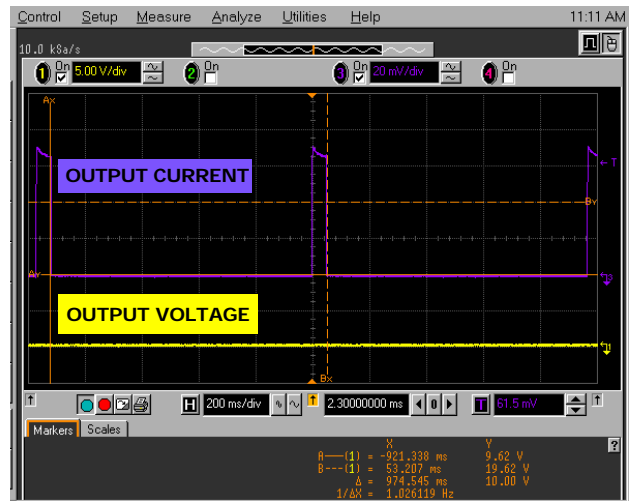 Control Setup Measure Analyze Utilities Help 11:11 AM
10.0 kSa/s
1 On 5.00 V/div 2 On 3 On 20 mV/div 4 On
Ax
T
OUTPUT CURRENT
By
Ay
3
OUTPUT VOLTAGE
1
Bx
H 200 ms/div 2.30000000 ms 0 T 61.5 mV
Markers Scales ?
X Y
A—(1) = -921.338 ms 9.62 V
B---(1) = 53.207 ms 19.62 V
Δ = 974.545 ms 10.00 V
1/ΔX = 1.026119 Hz